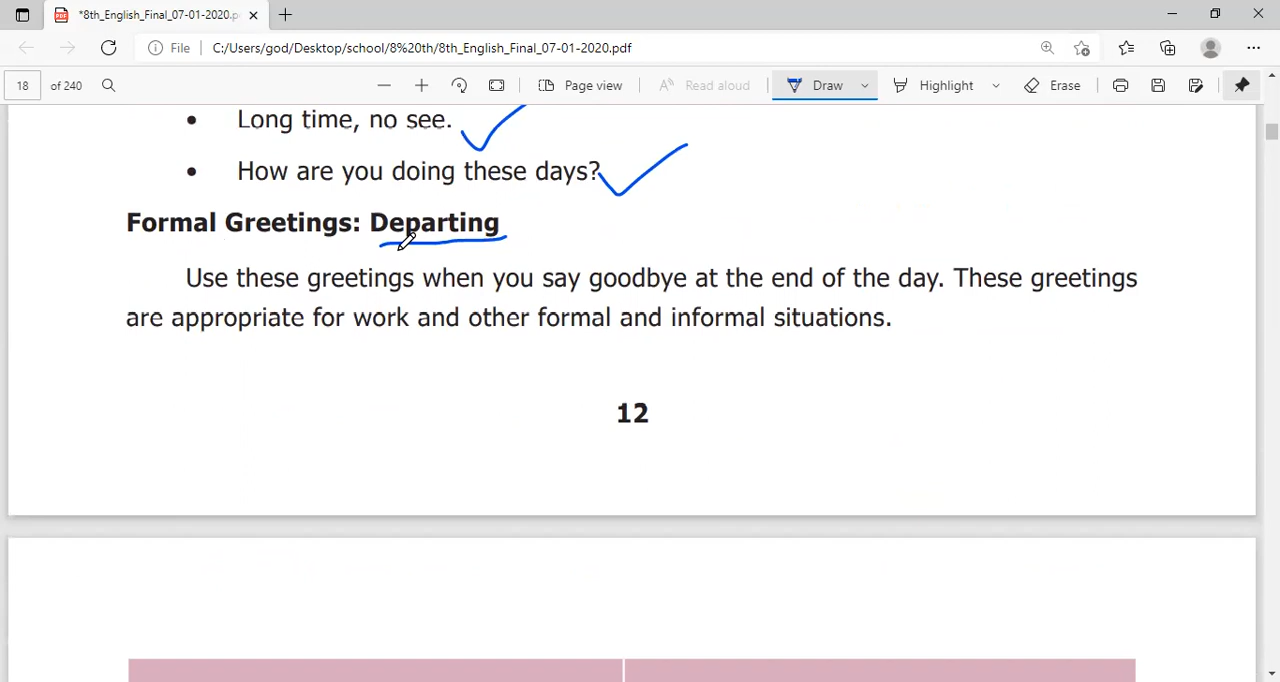 *8th_English_Final_07-01-2020.p
File
C:/Users/god/Desktop/school/8%20th/8th_English_Final_07-01-2020.pdf
18 of 240
Page view
Read aloud
Draw
Highlight
Erase
• Long time, no see.
• How are you doing these days?
Formal Greetings: Departing
Use these greetings when you say goodbye at the end of the day. These greetings
are appropriate for work and other formal and informal situations.
12